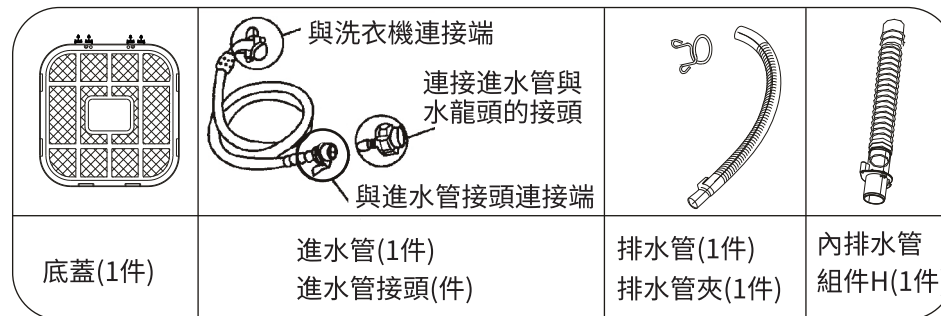 與洗衣機連接端
連接進水管與
水龍頭的接頭
與進水管接頭連接端
底蓋(1件)
進水管(1件)
進水管接頭(件)
排水管(1件)
排水管夾(1件)
內排水管
組件H(1件